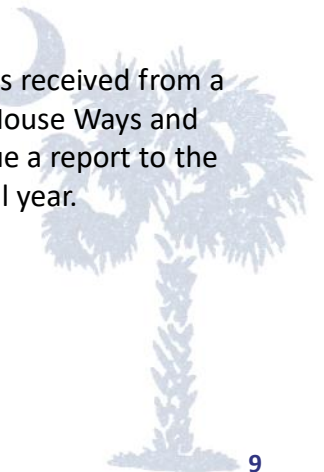 s received from a
House Ways and
ue a report to the
l year.
9